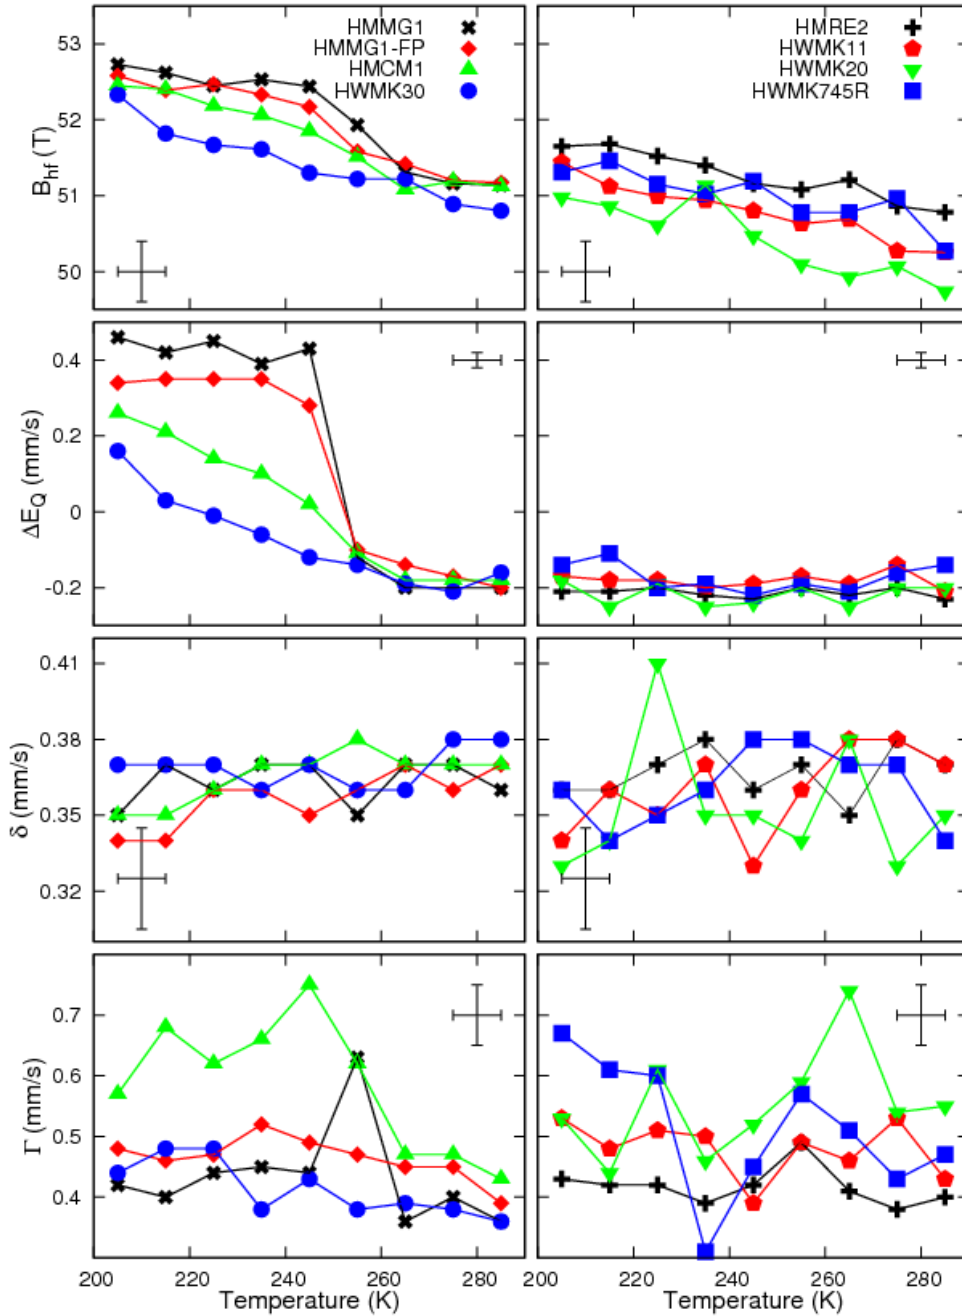 HMMG1
HMMG1-FP
HMCM1
HWMK30
HMRE2
HWMK11
HWMK20
HWMK745R
53
52
51
50
B_hf (T)
0.4
0.2
0
-0.2
ΔE_Q (mm/s)
0.41
0.38
0.35
0.32
δ (mm/s)
0.7
0.6
0.5
0.4
Γ (mm/s)
200 220 240 260 280 200 220 240 260 280
Temperature (K) Temperature (K)